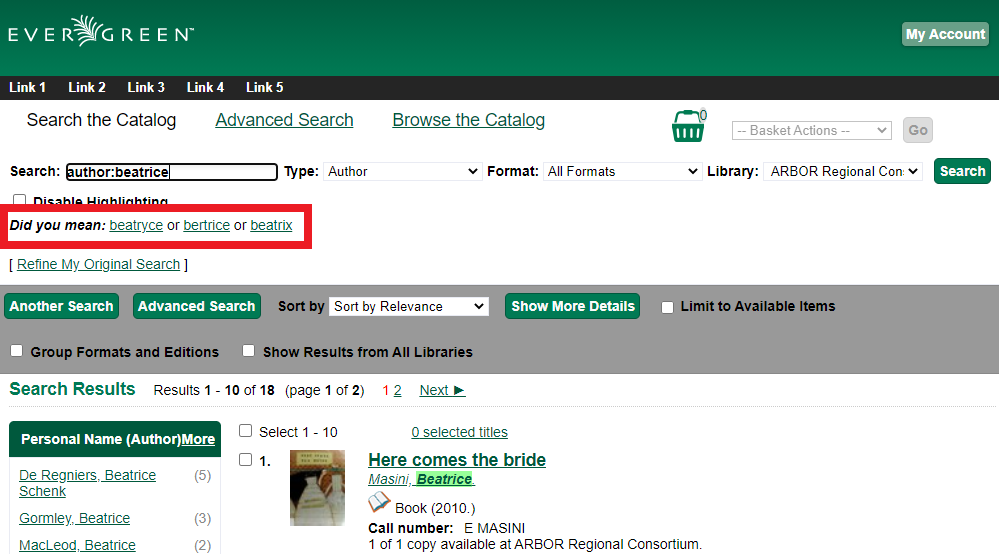 EVERGREEN™
My Account
Link 1 Link 2 Link 3 Link 4 Link 5
Search the Catalog Advanced Search Browse the Catalog 0 -- Basket Actions -- Go
Search: author:beatrice Type: Author Format: All Formats Library: ARBOR Regional Cons Search
Disable Highlighting
Did you mean: beatryce or bertrice or beatrix
[ Refine My Original Search ]
Another Search Advanced Search Sort by Sort by Relevance Show More Details Limit to Available Items
Group Formats and Editions Show Results from All Libraries
Search Results Results 1 - 10 of 18 (page 1 of 2) 1 2 Next ►
Personal Name (Author) More
De Regniers, Beatrice Schenk (5)
Gormley, Beatrice (3)
MacLeod, Beatrice (2)
Select 1 - 10 0 selected titles
1. Here comes the bride
Masini, Beatrice.
Book (2010.)
Call number: E MASINI
1 of 1 copy available at ARBOR Regional Consortium.